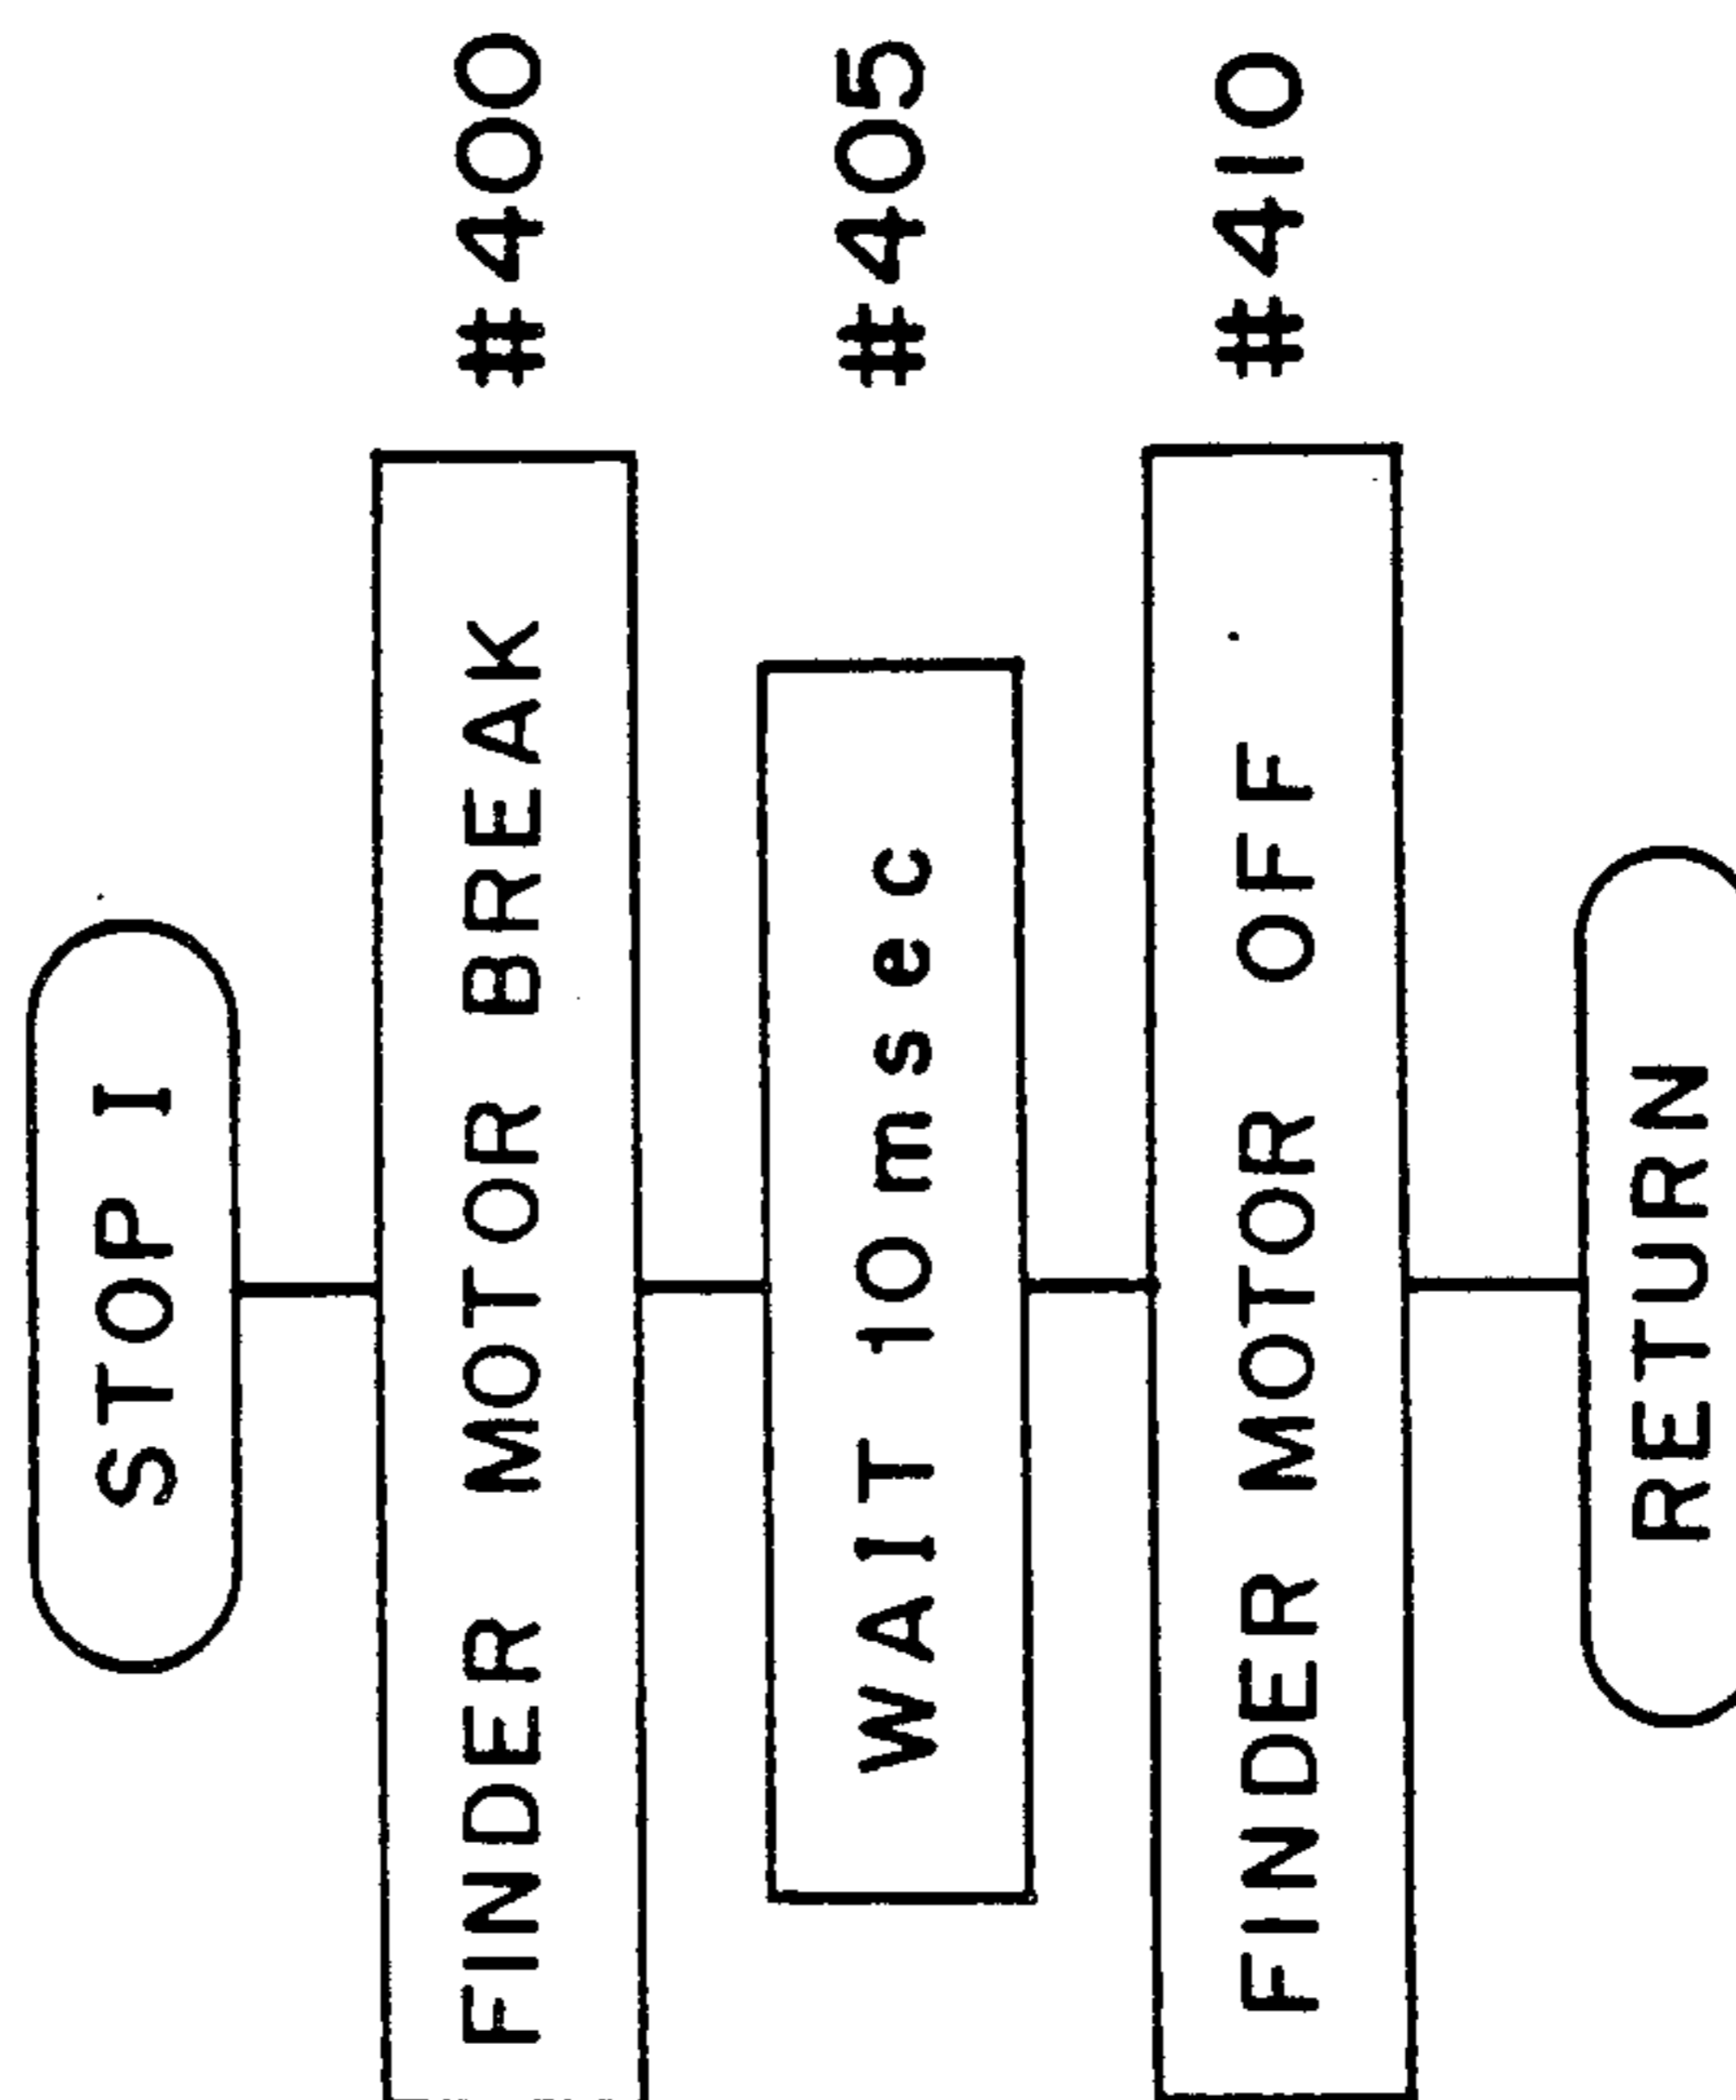 STOP I
FINDER MOTOR BREAK #400
WAIT 10msec #405
FINDER MOTOR OFF #410
RETURN